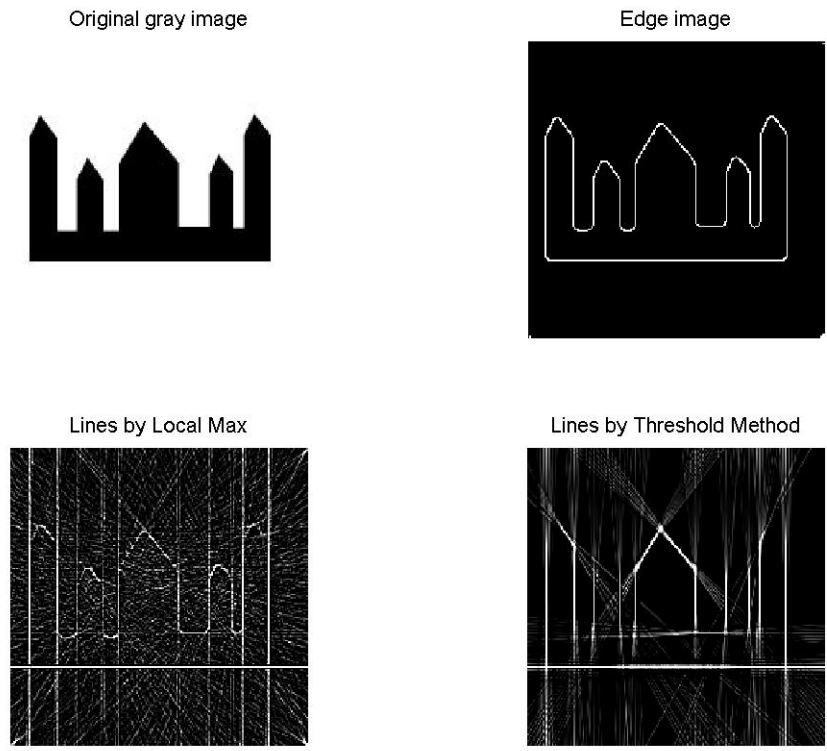 Original gray image
Edge image
Lines by Local Max
Lines by Threshold Method